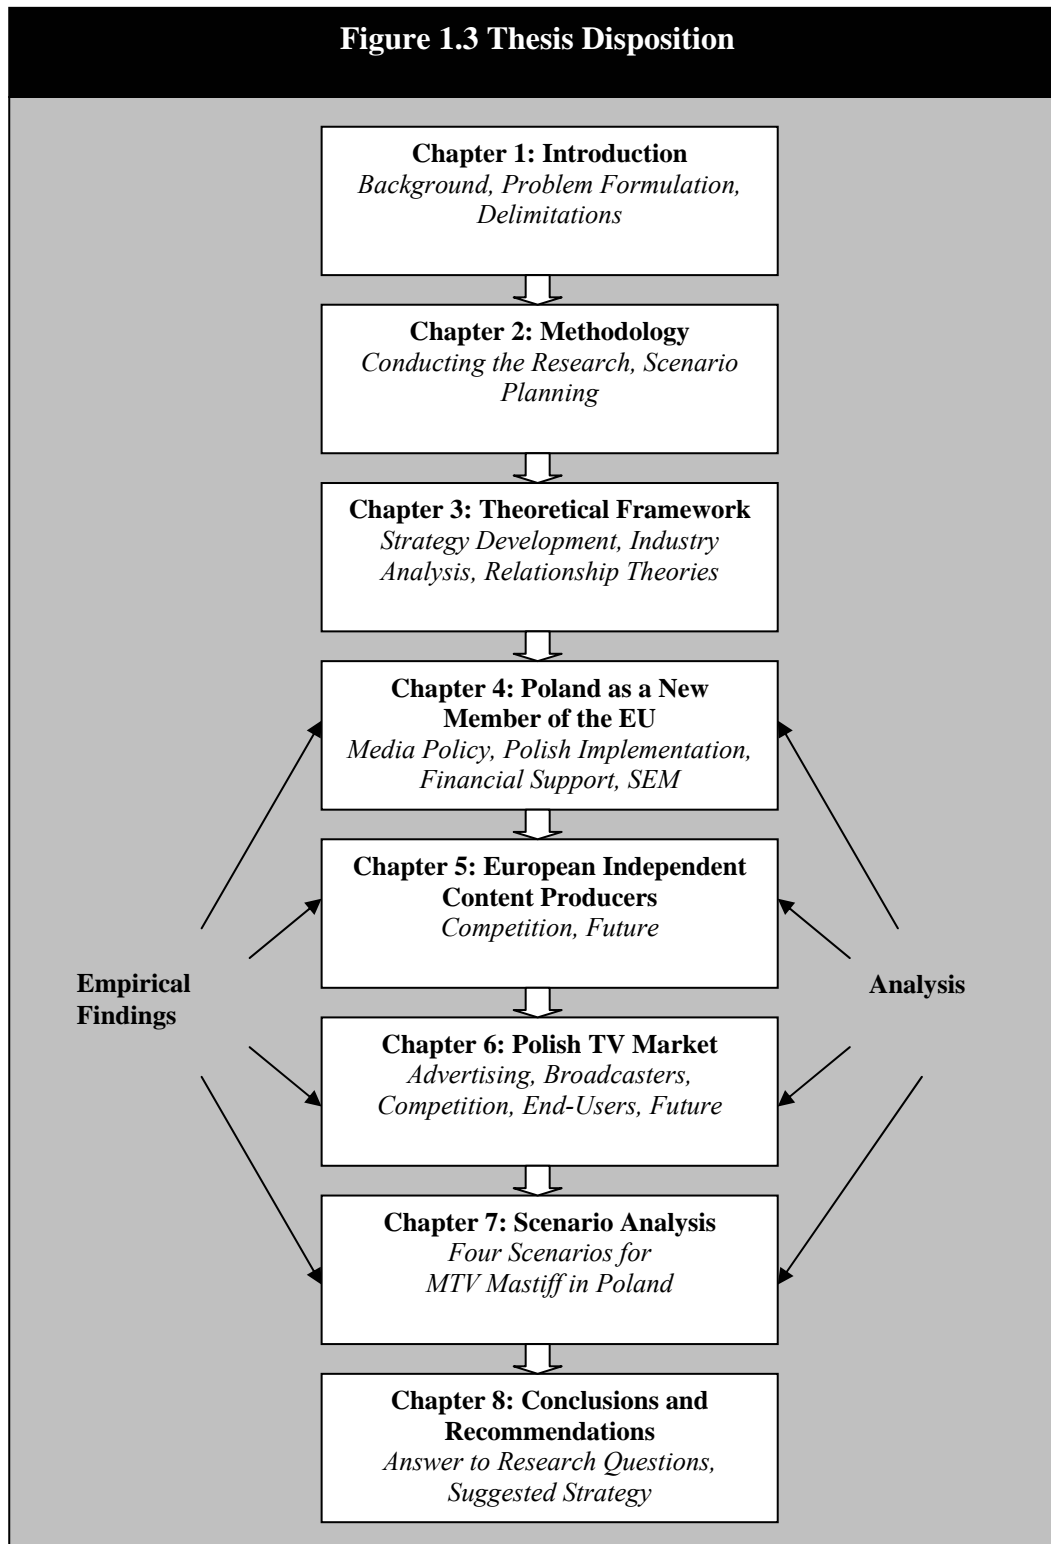 Figure 1.3 Thesis Disposition
Chapter 1: Introduction
Background, Problem Formulation,
Delimitations
Chapter 2: Methodology
Conducting the Research, Scenario
Planning
Chapter 3: Theoretical Framework
Strategy Development, Industry
Analysis, Relationship Theories
Chapter 4: Poland as a New
Member of the EU
Media Policy, Polish Implementation,
Financial Support, SEM
Chapter 5: European Independent
Content Producers
Competition, Future
Empirical
Findings
Analysis
Chapter 6: Polish TV Market
Advertising, Broadcasters,
Competition, End-Users, Future
Chapter 7: Scenario Analysis
Four Scenarios for
MTV Mastiff in Poland
Chapter 8: Conclusions and
Recommendations
Answer to Research Questions,
Suggested Strategy